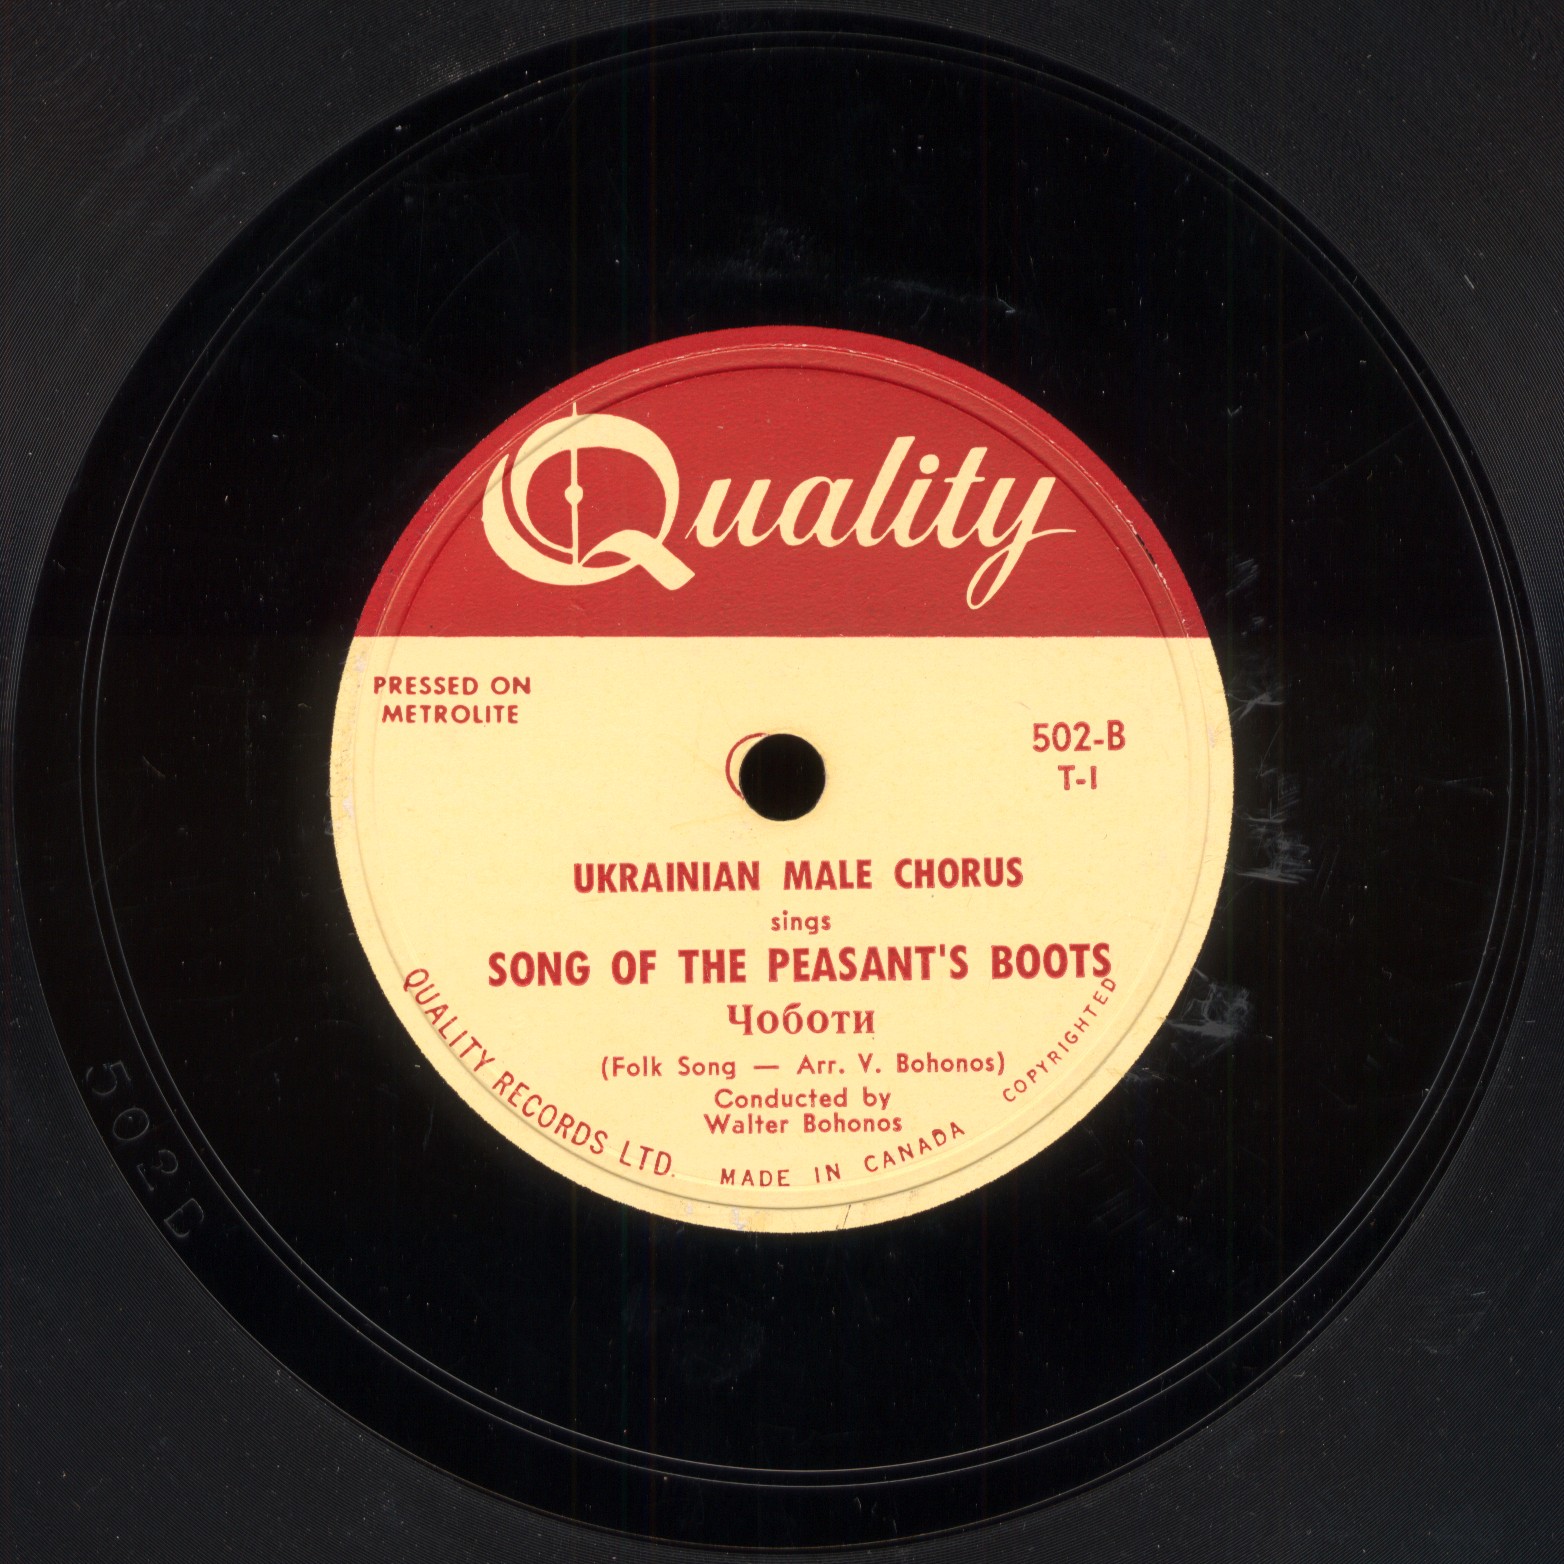 Quality
PRESSED ON
METROLITE
502-B
T-1
UKRAINIAN MALE CHORUS
sings
SONG OF THE PEASANT'S BOOTS
Чоботи
(Folk Song — Arr. V. Bohonos)
Conducted by
Walter Bohonos
QUALITY RECORDS LTD. MADE IN CANADA COPYRIGHTED